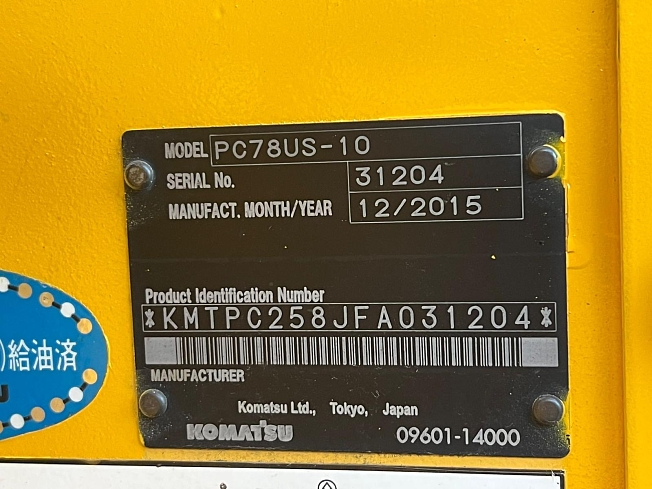 MODEL PC78US-10
SERIAL No. 31204
MANUFACT. MONTH/YEAR 12/2015
Product Identification Number
*KMTPC258JFA031204*
MANUFACTURER
Komatsu Ltd., Tokyo, Japan
KOMATSU 09601-14000
)給油済
U